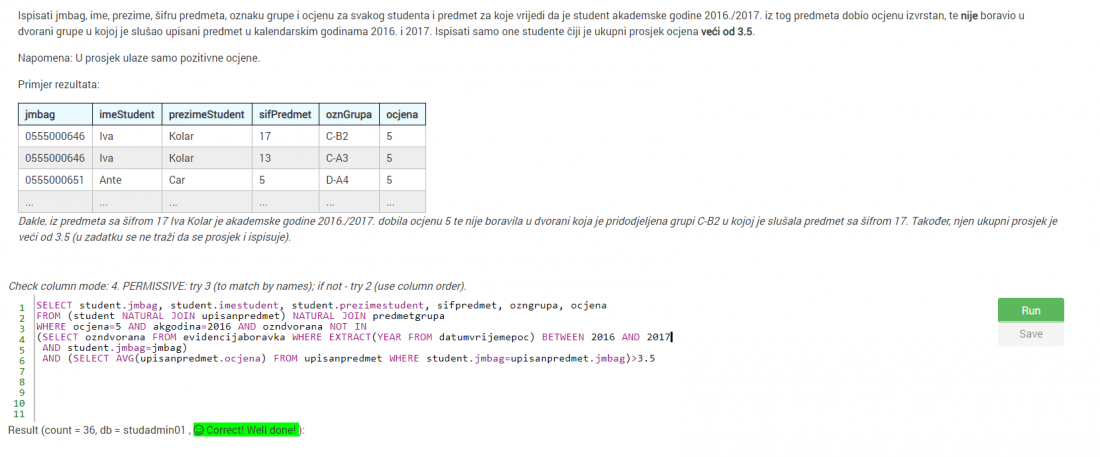 Ispisati jmbag, ime, prezime, šifru predmeta, oznaku grupe i ocjenu za svakog studenta i predmet za koje vrijedi da je student akademske godine 2016./2017. iz tog predmeta dobio ocjenu izvrstan, te nije boravio u
dvorani grupe u kojoj je slušao upisani predmet u kalendarskim godinama 2016. i 2017. Ispisati samo one studente čiji je ukupni prosjek ocjena veći od 3.5.
Napomena: U prosjek ulaze samo pozitivne ocjene.
Primjer rezultata:
jmbag imeStudent prezimeStudent sifPredmet oznGrupa ocjena
0555000646 Iva Kolar 17 C-B2 5
0555000646 Iva Kolar 13 C-A3 5
0555000651 Ante Car 5 D-A4 5
... ... ... ... ... ...
Dakle, iz predmeta sa šifrom 17 Iva Kolar je akademske godine 2016./2017. dobila ocjenu 5 te nije boravila u dvorani koja je pridodjeljena grupi C-B2 u kojoj je slušala predmet sa šifrom 17. Također, njen ukupni prosjek je
veći od 3.5 (u zadatku se ne traži da se prosjek i ispisuje).
Check column mode: 4. PERMISSIVE: try 3 (to match by names); if not - try 2 (use column order).
1 SELECT student.jmbag, student.imestudent, student.prezimestudent, sifpredmet, ozngrupa, ocjena
2 FROM (student NATURAL JOIN upisanpredmet) NATURAL JOIN predmetgrupa
3 WHERE ocjena=5 AND akgodina=2016 AND ozndvorana NOT IN
4 (SELECT ozndvorana FROM evidencijaboravka WHERE EXTRACT(YEAR FROM datumvrijemepoc) BETWEEN 2016 AND 2017
5 AND student.jmbag=jmbag)
6 AND (SELECT AVG(upisanpredmet.ocjena) FROM upisanpredmet WHERE student.jmbag=upisanpredmet.jmbag)>3.5
7
8
9
10
11
Run
Save
Result (count = 36, db = studadmin01 , Correct! Well done! ):